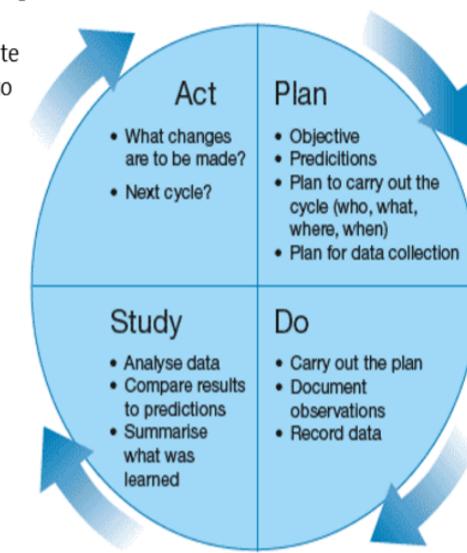 te
o
Act
• What changes
are to be made?
• Next cycle?
Plan
• Objective
• Predicitions
• Plan to carry out the
cycle (who, what,
where, when)
• Plan for data collection
Study
• Analyse data
• Compare results
to predictions
• Summarise
what was
learned
Do
• Carry out the plan
• Document
observations
• Record data